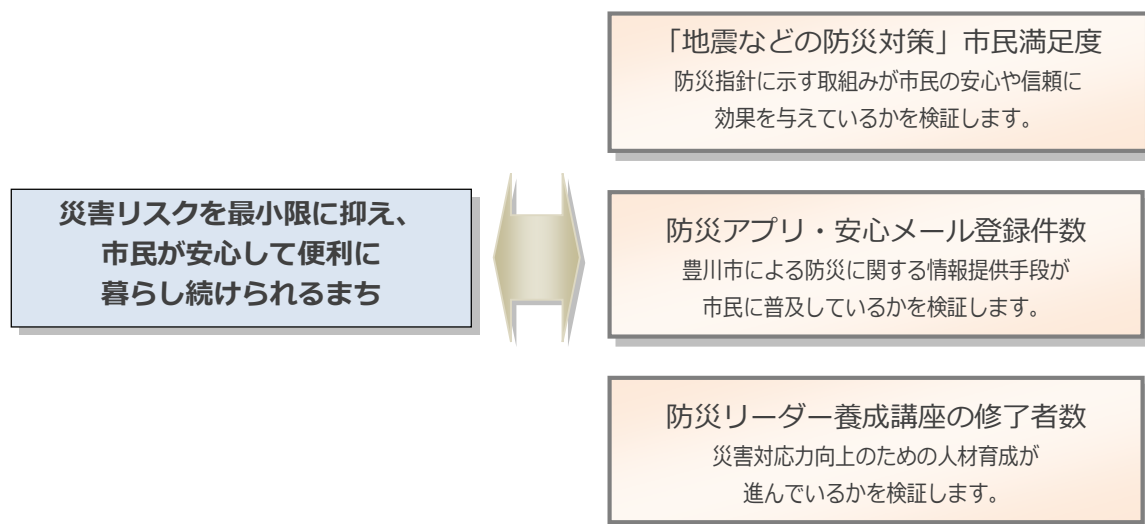 「地震などの防災対策」市民満足度
防災指針に示す取組みが市民の安心や信頼に
効果を与えているかを検証します。
災害リスクを最小限に抑え、
市民が安心して便利に
暮らし続けられるまち
防災アプリ・安心メール登録件数
豊川市による防災に関する情報提供手段が
市民に普及しているかを検証します。
防災リーダー養成講座の修了者数
災害対応力向上のための人材育成が
進んでいるかを検証します。